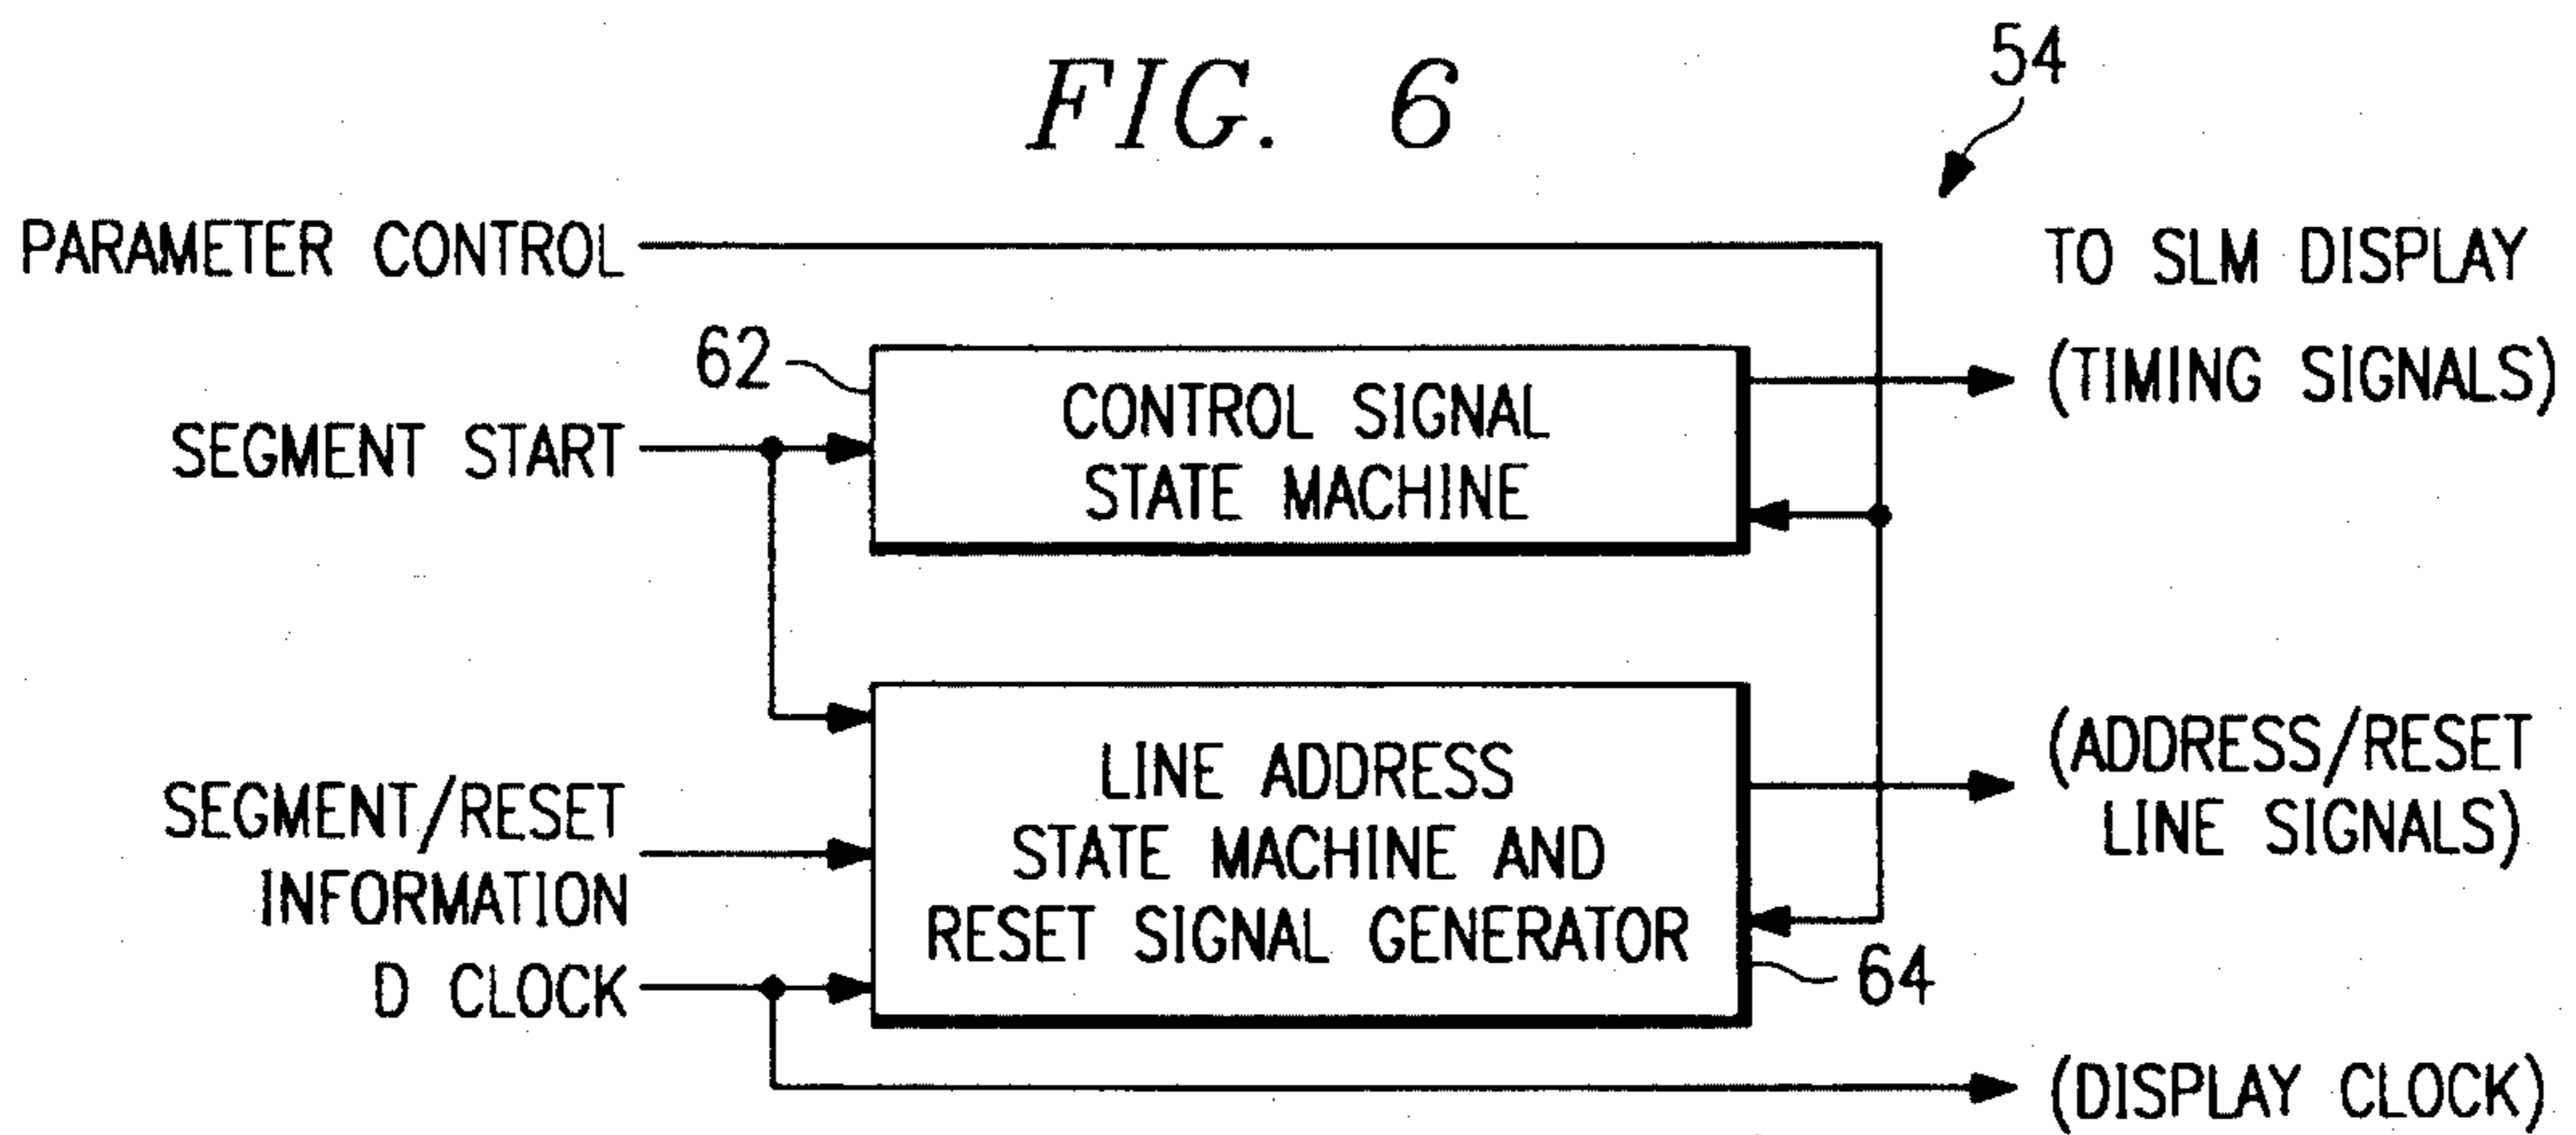 FIG. 6
54
PARAMETER CONTROL
TO SLM DISPLAY
62
CONTROL SIGNAL
STATE MACHINE
(TIMING SIGNALS)
SEGMENT START
LINE ADDRESS
STATE MACHINE AND
RESET SIGNAL GENERATOR
(ADDRESS/RESET
LINE SIGNALS)
SEGMENT/RESET
INFORMATION
D CLOCK
64
(DISPLAY CLOCK)